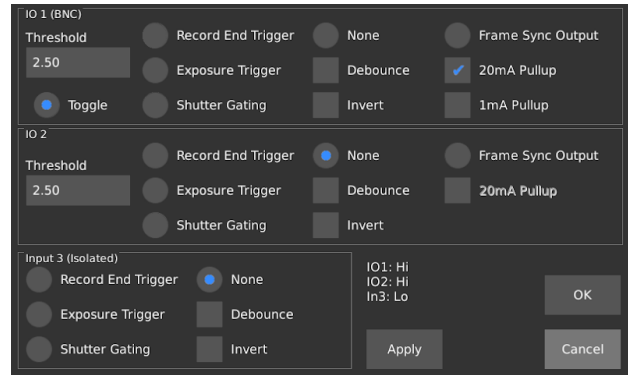 IO 1 (BNC)
Threshold
2.50
Toggle
Record End Trigger
Exposure Trigger
Shutter Gating
None
Debounce
Invert
Frame Sync Output
20mA Pullup
1mA Pullup
IO 2
Threshold
2.50
Record End Trigger
Exposure Trigger
Shutter Gating
None
Debounce
Invert
Frame Sync Output
20mA Pullup
Input 3 (Isolated)
Record End Trigger
Exposure Trigger
Shutter Gating
None
Debounce
Invert
IO1: Hi
IO2: Hi
In3: Lo
Apply
OK
Cancel